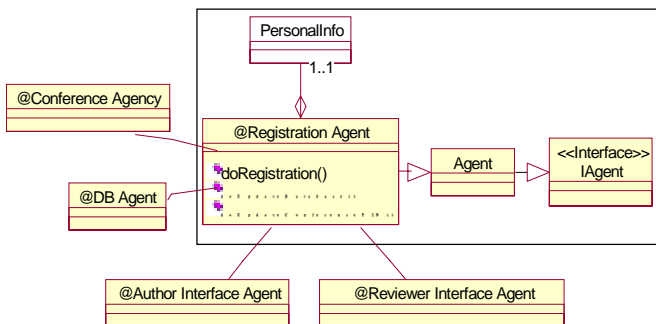 PersonalInfo
1..1
@Conference Agency
@Registration Agent
doRegistration()
Agent
<<Interface>>
IAgent
@DB Agent
@Author Interface Agent
@Reviewer Interface Agent